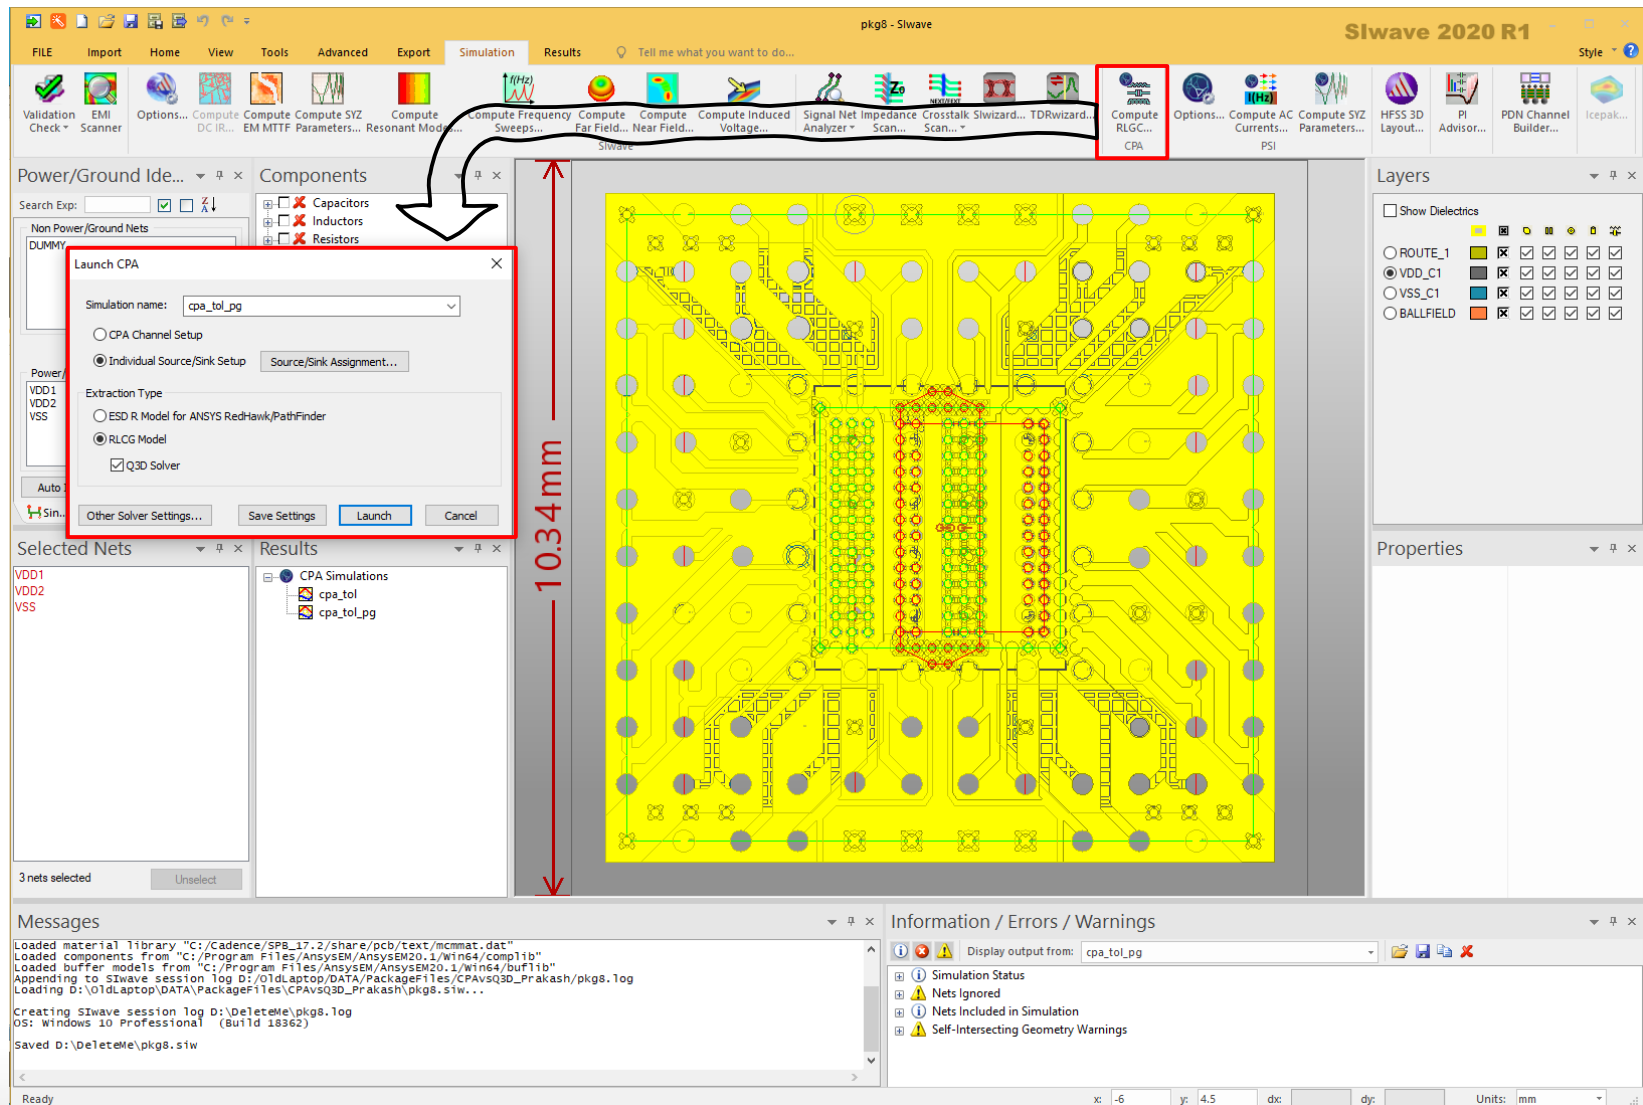 pkg8 - SIwave
SIwave 2020 R1
FILE Import Home View Tools Advanced Export Simulation Results Tell me what you want to do... Style
Validation Check
EMI Scanner
Options...
Compute DC IR...
Compute EM MTTF
Compute SYZ Parameters...
Compute Resonant Modes...
Compute Frequency Sweeps...
Compute Far Field...
Compute Near Field...
Compute Induced Voltage...
Signal Net Analyzer
Impedance Scan...
Crosstalk Scan...
SIwizard...
TDRwizard...
Compute RLGC...
Options...
Compute AC Currents...
Compute SYZ Parameters...
HFSS 3D Layout...
PI Advisor...
PDN Channel Builder...
Icepak...
SIwave
CPA
PSI
Power/Ground Ide...
Search Exp:
Non Power/Ground Nets
DUMMY
Power/
VDD1
VDD2
VSS
Auto I
Sin...
Components
Capacitors
Inductors
Resistors
Launch CPA
Simulation name: cpa_tol_pg
CPA Channel Setup
Individual Source/Sink Setup Source/Sink Assignment...
Extraction Type
ESD R Model for ANSYS RedHawk/PathFinder
RLCG Model
Q3D Solver
Other Solver Settings... Save Settings Launch Cancel
Selected Nets
VDD1
VDD2
VSS
3 nets selected Unselect
Results
CPA Simulations
cpa_tol
cpa_tol_pg
10.34mm
Layers
Show Dielectrics
ROUTE_1
VDD_C1
VSS_C1
BALLFIELD
Properties
Messages
Loaded material library "C:/Cadence/SPB_17.2/share/pcb/text/mcmmat.dat"
Loaded components from "C:/Program Files/AnsysEM/AnsysEM20.1/Win64/complib"
Loaded buffer models from "C:/Program Files/AnsysEM/AnsysEM20.1/Win64/buflib"
Appending to SIwave session log D:/OldLaptop/DATA/PackageFiles/CPAvsQ3D_Prakash/pkg8.log
Loading D:\OldLaptop\DATA\PackageFiles\CPAvsQ3D_Prakash\pkg8.siw...
Creating SIwave session log D:\DeleteMe\pkg8.log
OS: Windows 10 Professional (Build 18362)
Saved D:\DeleteMe\pkg8.siw
Information / Errors / Warnings
Display output from: cpa_tol_pg
Simulation Status
Nets Ignored
Nets Included in Simulation
Self-Intersecting Geometry Warnings
Ready
x: -6 y: 4.5 dx: dy: Units: mm